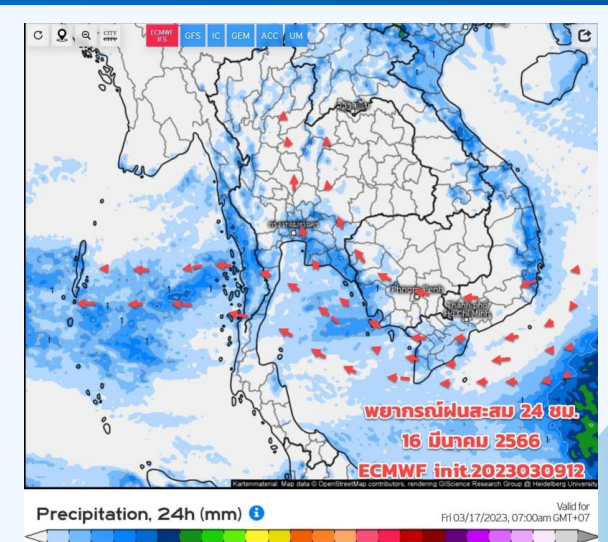 CITY
ECMWF IFS
GFS
IC
GEM
ACC
UM
Phnom Penh
Thành phố
Hồ Chí Minh
พยากรณ์ฝนสะสม 24 ชม.
16 มีนาคม 2566
ECMWF init.2023030912
Kartenmaterial: Map data © OpenStreetMap contributors, rendering GIScience Research Group @ Heidelberg University
Precipitation, 24h (mm)
Valid for
Fri 03/17/2023, 07:00am GMT+07